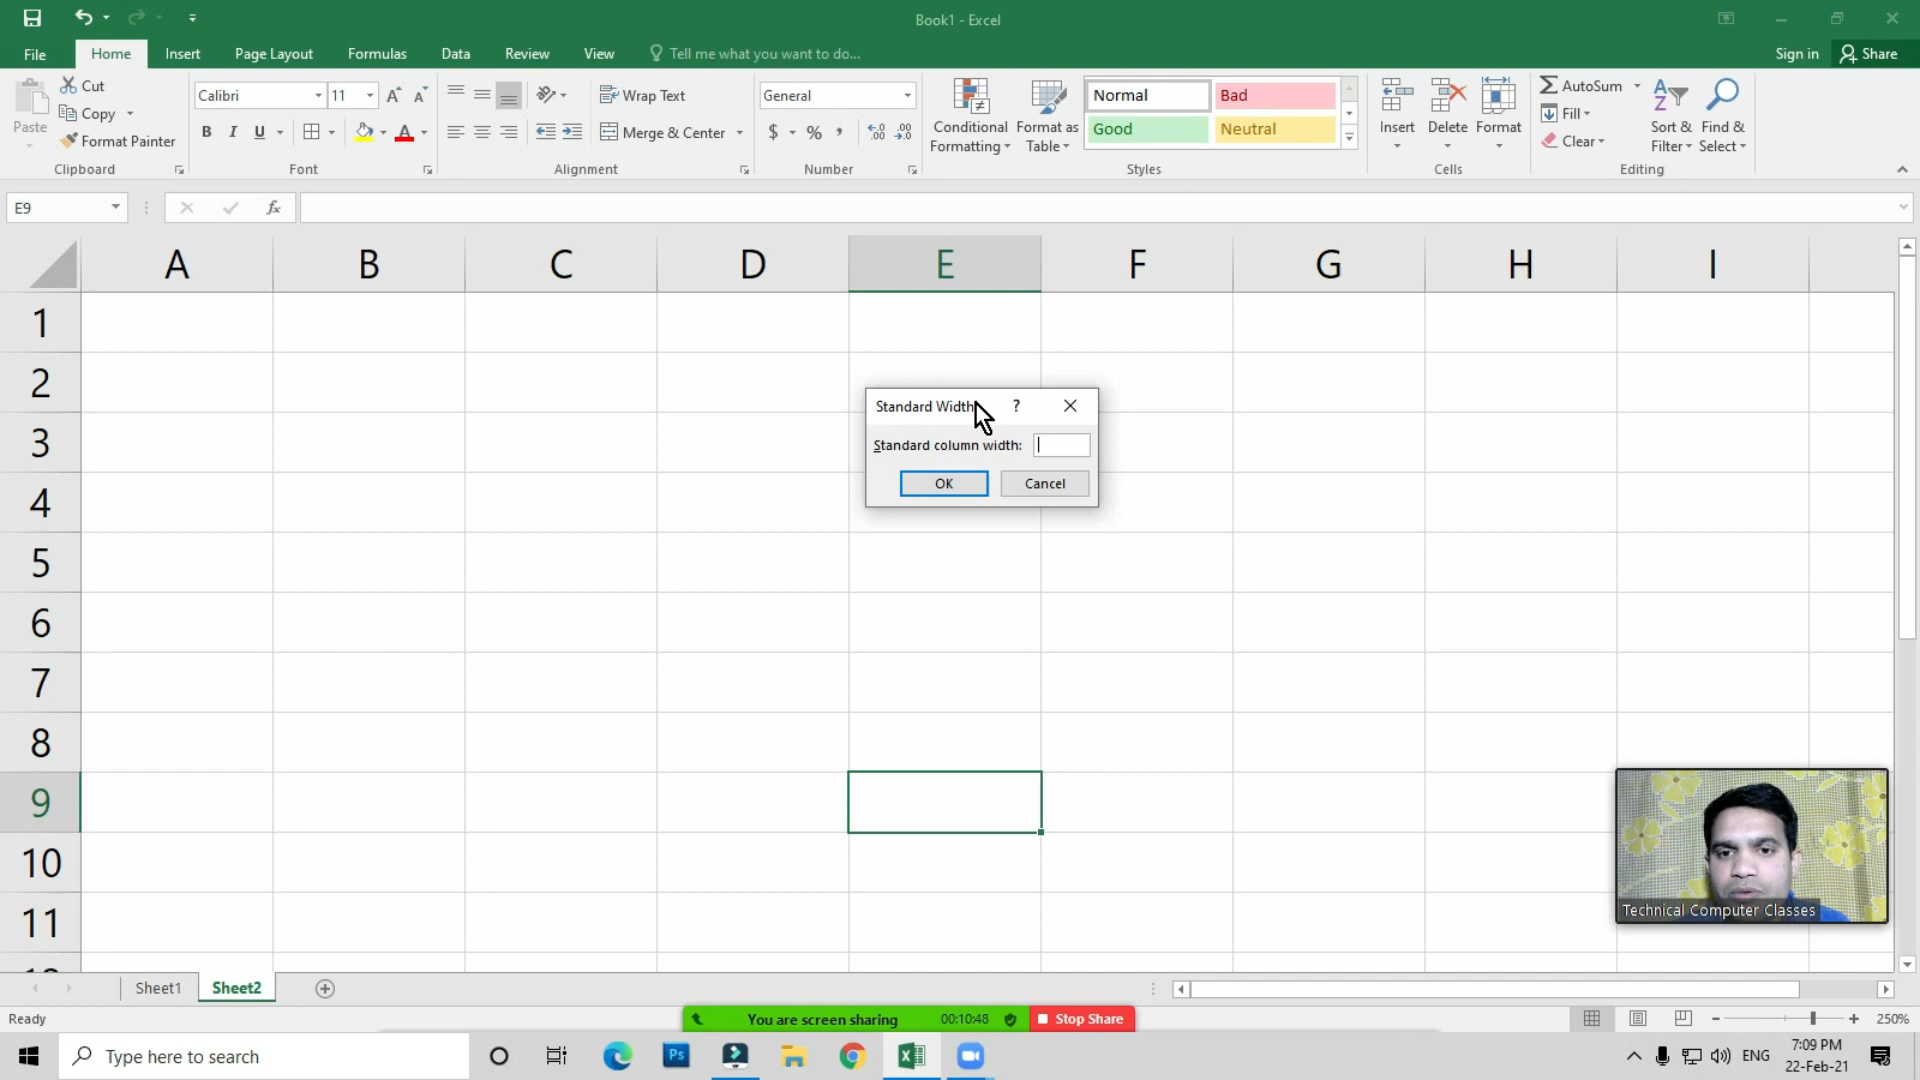 Book1 - Excel
File Home Insert Page Layout Formulas Data Review View Tell me what you want to do... Sign in Share
Paste
Cut
Copy
Format Painter
Clipboard
Calibri 11
B I U
Font
Wrap Text
Merge & Center
Alignment
General
$ % ,
Number
Conditional Formatting
Format as Table
Normal Bad
Good Neutral
Styles
Insert Delete Format
Cells
AutoSum
Fill
Clear
Sort & Filter
Find & Select
Editing
E9 fx
A B C D E F G H I
1
2
3
4
5
6
7
8
9
10
11
Standard Width ?
Standard column width:
OK Cancel
Technical Computer Classes
Sheet1 Sheet2
Ready
You are screen sharing 00:10:48 Stop Share
250%
Type here to search
Ps
ENG
7:09 PM
22-Feb-21